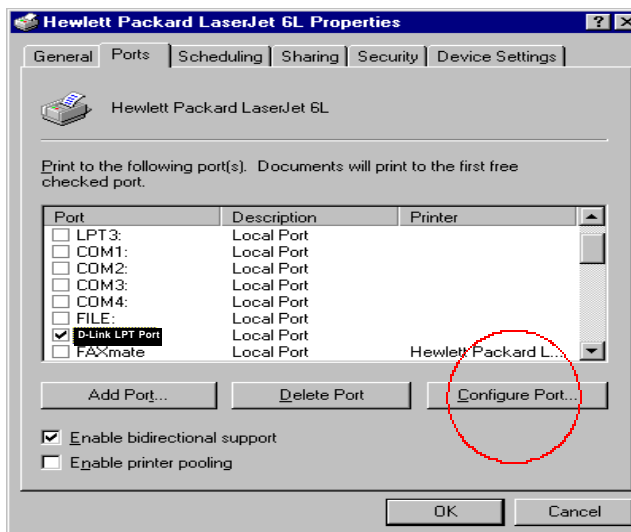 Hewlett Packard LaserJet 6L Properties
General Ports Scheduling Sharing Security Device Settings
Hewlett Packard LaserJet 6L
Print to the following port(s). Documents will print to the first free
checked port.
Port Description Printer
LPT3: Local Port
COM1: Local Port
COM2: Local Port
COM3: Local Port
COM4: Local Port
FILE: Local Port
D-Link LPT Port Local Port
FAXmate Local Port Hewlett Packard L...
Add Port... Delete Port Configure Port...
Enable bidirectional support
Enable printer pooling
OK Cancel